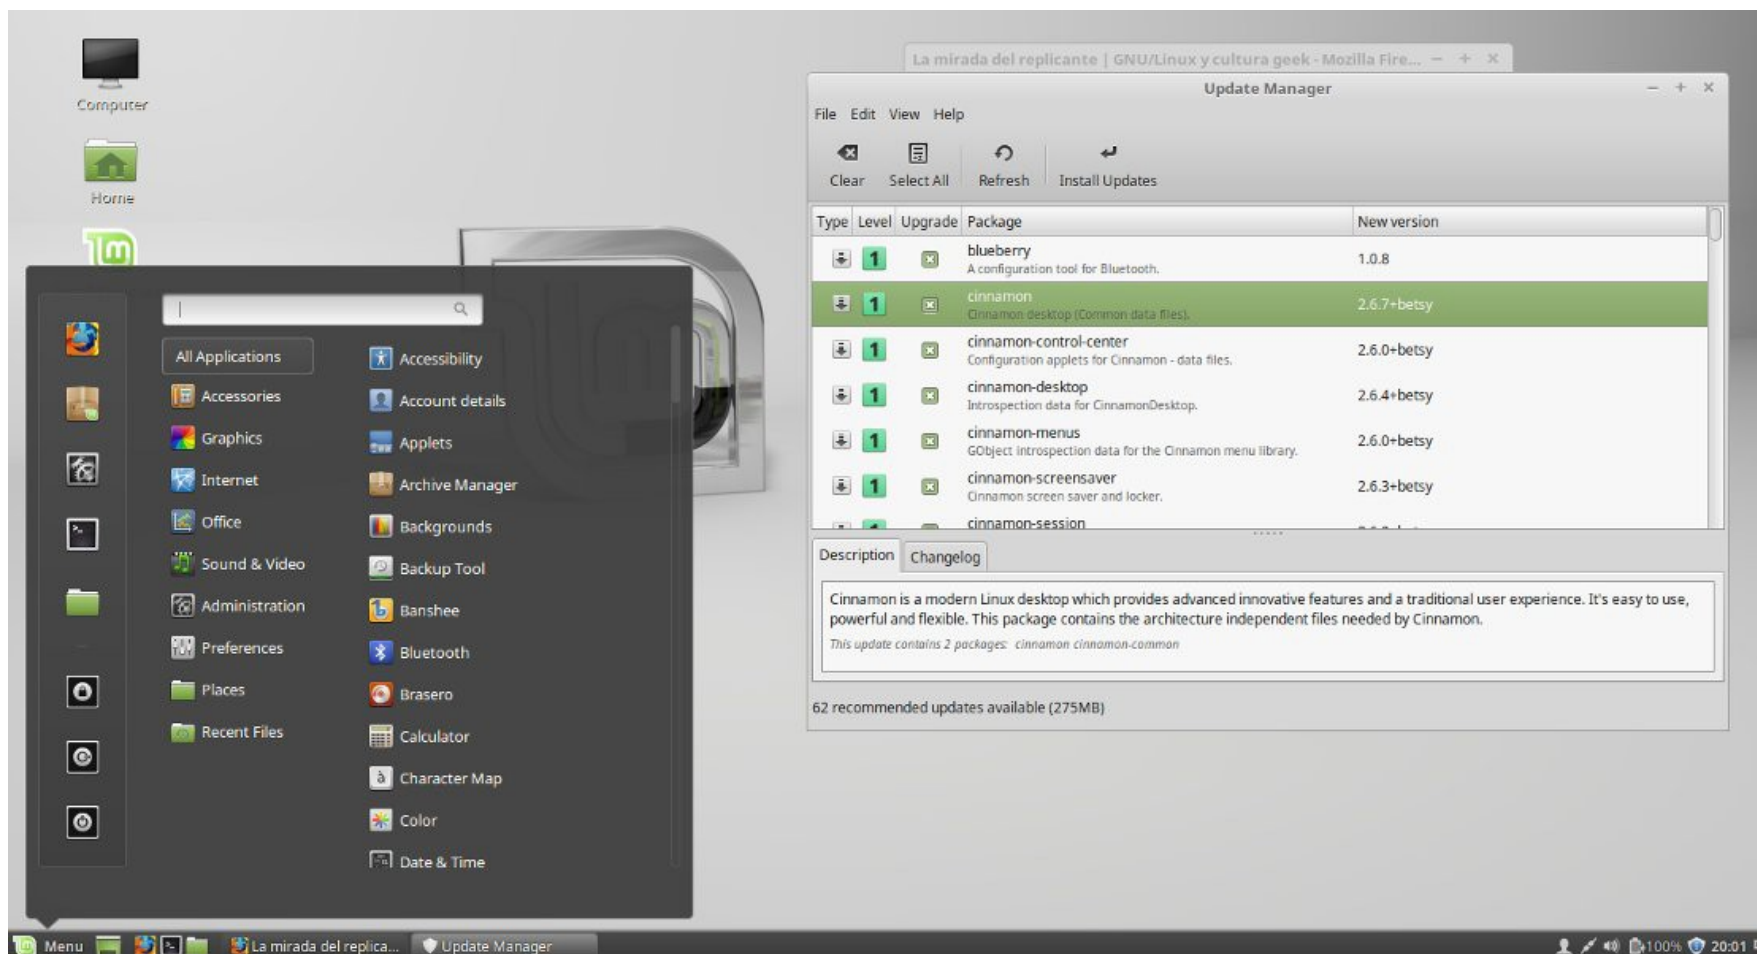 Computer
Home
La mirada del replicante | GNU/Linux y cultura geek - Mozilla Fire...
Update Manager
File Edit View Help
Clear Select All Refresh Install Updates
Type Level Upgrade Package New version
1 blueberry 1.0.8
A configuration tool for Bluetooth.
1 cinnamon 2.6.7+betsy
Cinnamon desktop (Common data files).
1 cinnamon-control-center 2.6.0+betsy
Configuration applets for Cinnamon - data files.
1 cinnamon-desktop 2.6.4+betsy
Introspection data for CinnamonDesktop.
1 cinnamon-menus 2.6.0+betsy
GObject introspection data for the Cinnamon menu library.
1 cinnamon-screensaver 2.6.3+betsy
Cinnamon screen saver and locker.
cinnamon-session
Description Changelog
Cinnamon is a modern Linux desktop which provides advanced innovative features and a traditional user experience. It's easy to use,
powerful and flexible. This package contains the architecture independent files needed by Cinnamon.
This update contains 2 packages: cinnamon cinnamon-common
62 recommended updates available (275MB)
All Applications
Accessories
Graphics
Internet
Office
Sound & Video
Administration
Preferences
Places
Recent Files
Accessibility
Account details
Applets
Archive Manager
Backgrounds
Backup Tool
Banshee
Bluetooth
Brasero
Calculator
Character Map
Color
Date & Time
Menu La mirada del replica... Update Manager 100% 20:01